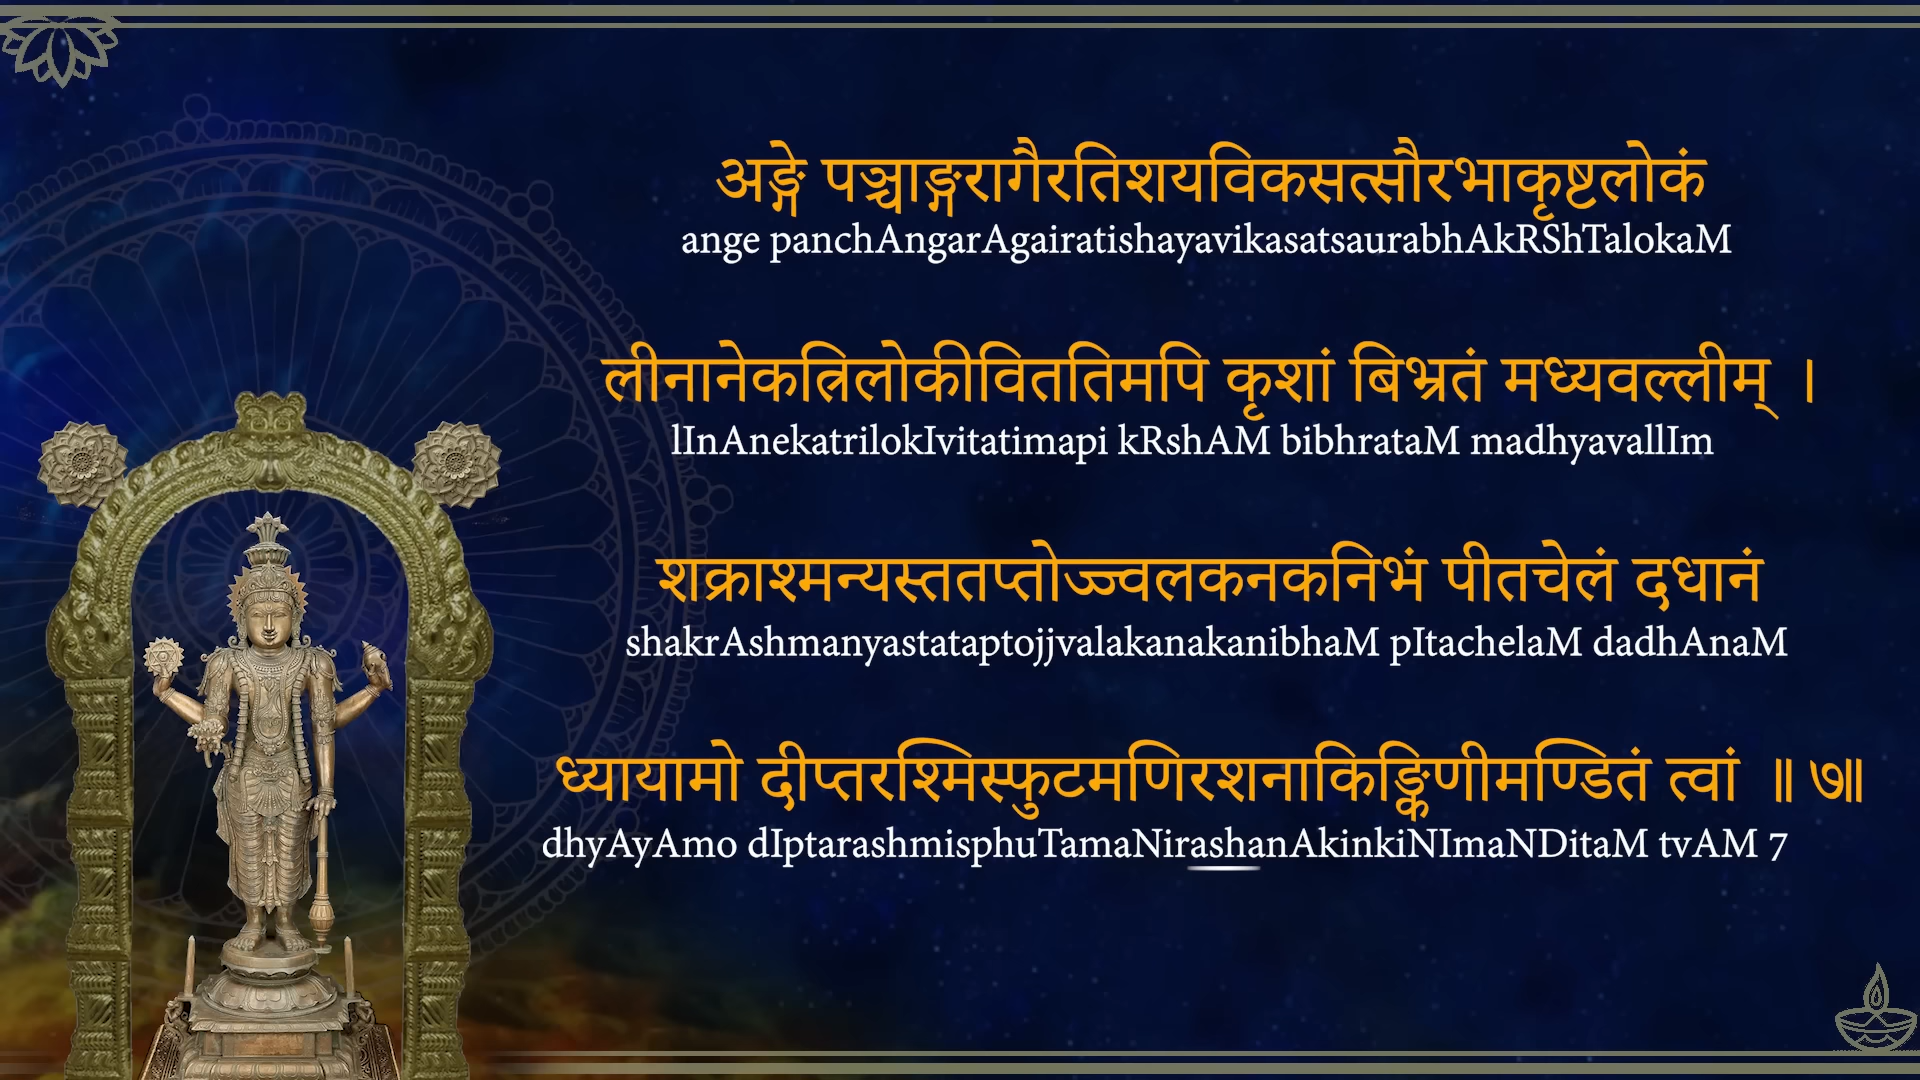 अङ्गे पञ्चाङ्गरागैरतिशयविकसत्सौरभाकृष्टलोकं
ange panchAngarAgairatishayavikasatsaurabhAkRShTalokaM
लीनानेकत्रिलोकीविततिमपि कृशां बिभ्रतं मध्यवल्लीम् ।
lInAnekatrilokIvitatimapi kRshAM bibhrataM madhyavallIm
शक्राश्मन्यस्ततप्तोज्ज्वलकनकनिभं पीतचेलं दधानं
shakrAshmanyastataptojjvalakanakanibhaM pItachelaM dadhAnaM
ध्यायामो दीप्तरश्मिस्फुटमणिरशनाकिङ्किणीमण्डितं त्वां ॥ ७॥
dhyAyAmo dIptarashmisphuTamaNirashanAkinkiNImaNDitaM tvAM 7